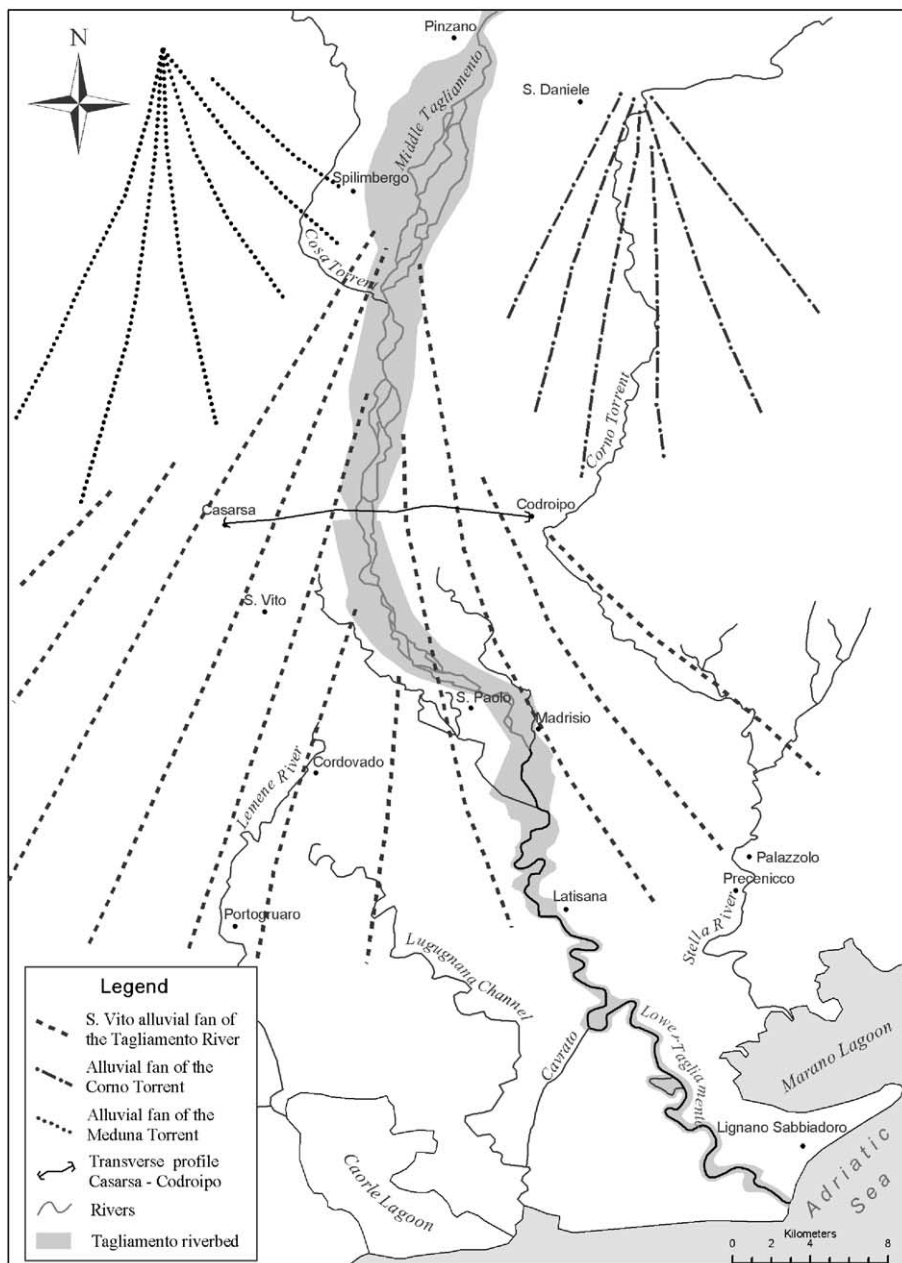 N
Pinzano
Middle Tagliamento
S. Daniele
Spilimbergo
Cosa Torrent
Corno Torrent
Casarsa
Codroipo
S. Vito
S. Paolo
Madrisio
Cordovado
Lemene River
Palazzolo
Precenicco
Latisana
Portogruaro
Stella River
Lugugnana Channel
Cavrato
Lower Tagliamento
Marano Lagoon
Lignano Sabbiadoro
Caorle Lagoon
Adriatic
Sea
Legend
S. Vito alluvial fan of
the Tagliamento River
Alluvial fan of the
Corno Torrent
Alluvial fan of the
Meduna Torrent
Transverse profile
Casarsa - Codroipo
Rivers
Tagliamento riverbed
Kilometers
0 2 4 8